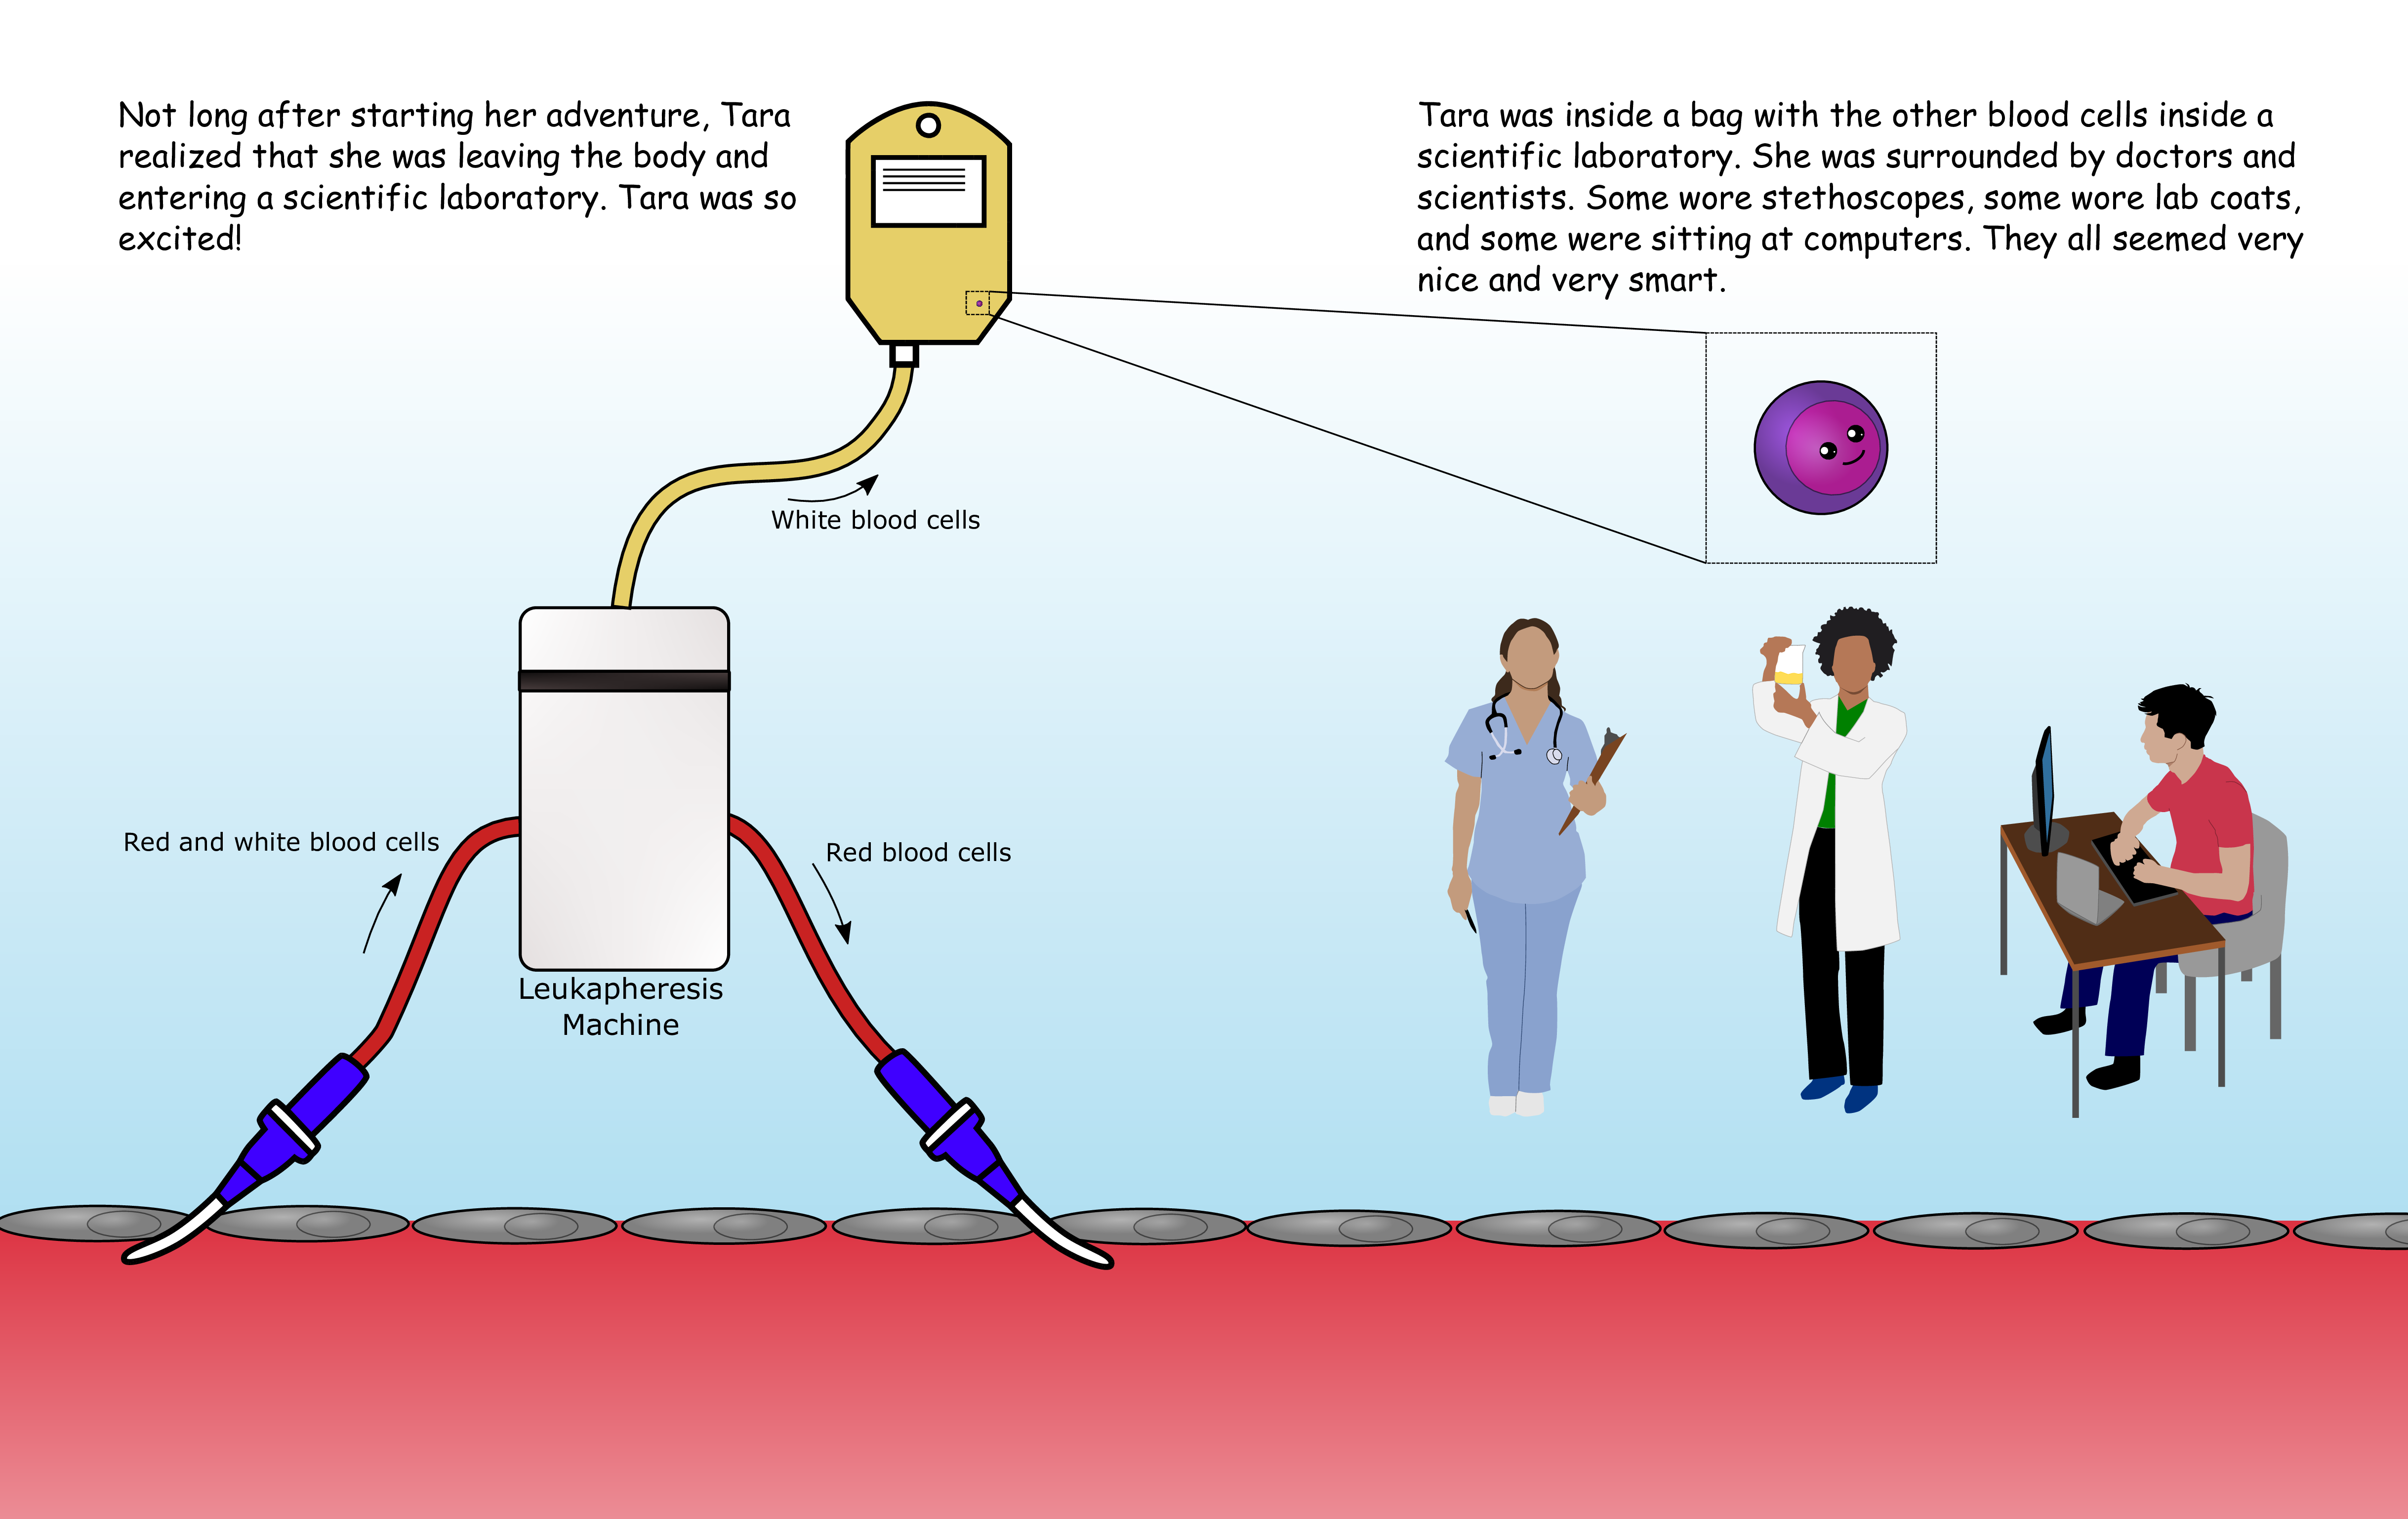 Not long after starting her adventure, Tara
realized that she was leaving the body and
entering a scientific laboratory. Tara was so
excited!
Tara was inside a bag with the other blood cells inside a
scientific laboratory. She was surrounded by doctors and
scientists. Some wore stethoscopes, some wore lab coats,
and some were sitting at computers. They all seemed very
nice and very smart.
White blood cells
Red and white blood cells
Red blood cells
Leukapheresis
Machine